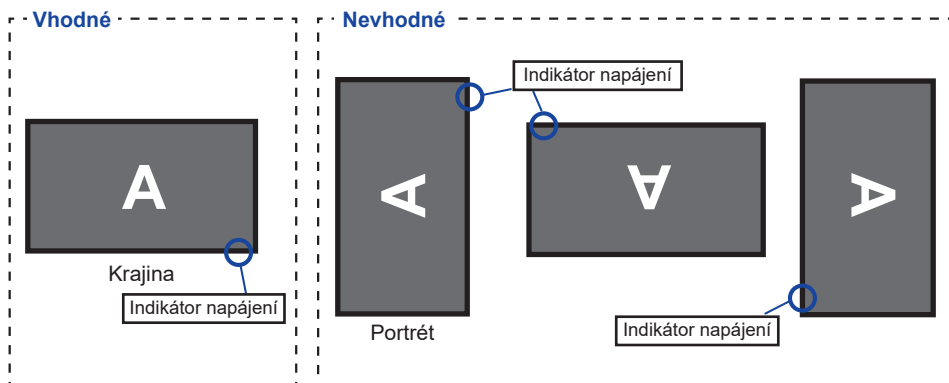 Vhodné
A
Krajina
Indikátor napájení
Nevhodné
Indikátor napájení
A
A
A
Portrét
Indikátor napájení